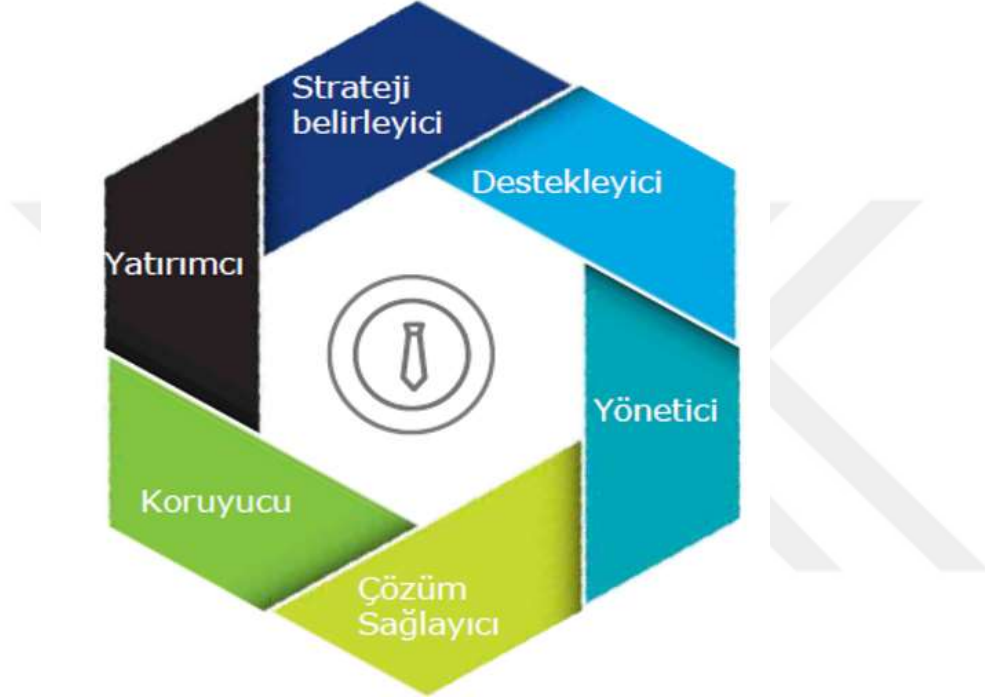 Strateji
belirleyici
Destekleyici
Yatırımcı
Yönetici
Koruyucu
Çözüm
Sağlayıcı